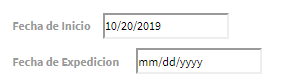 Fecha de Inicio 10/20/2019
Fecha de Expedicion mm/dd/yyyy